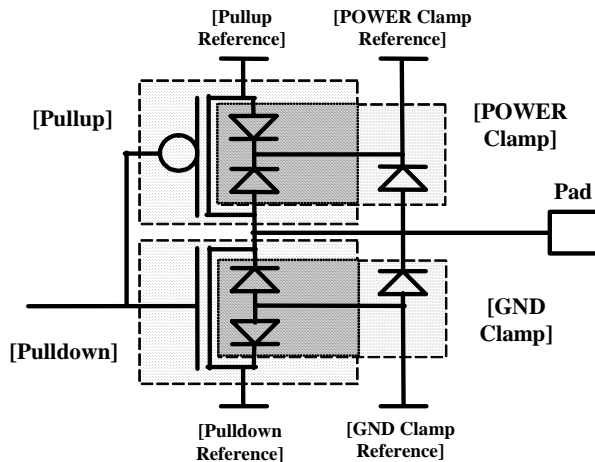 [Pullup
Reference]
[POWER Clamp
Reference]
[Pullup]
[POWER
Clamp]
Pad
[Pulldown]
[GND
Clamp]
[Pulldown
Reference]
[GND Clamp
Reference]